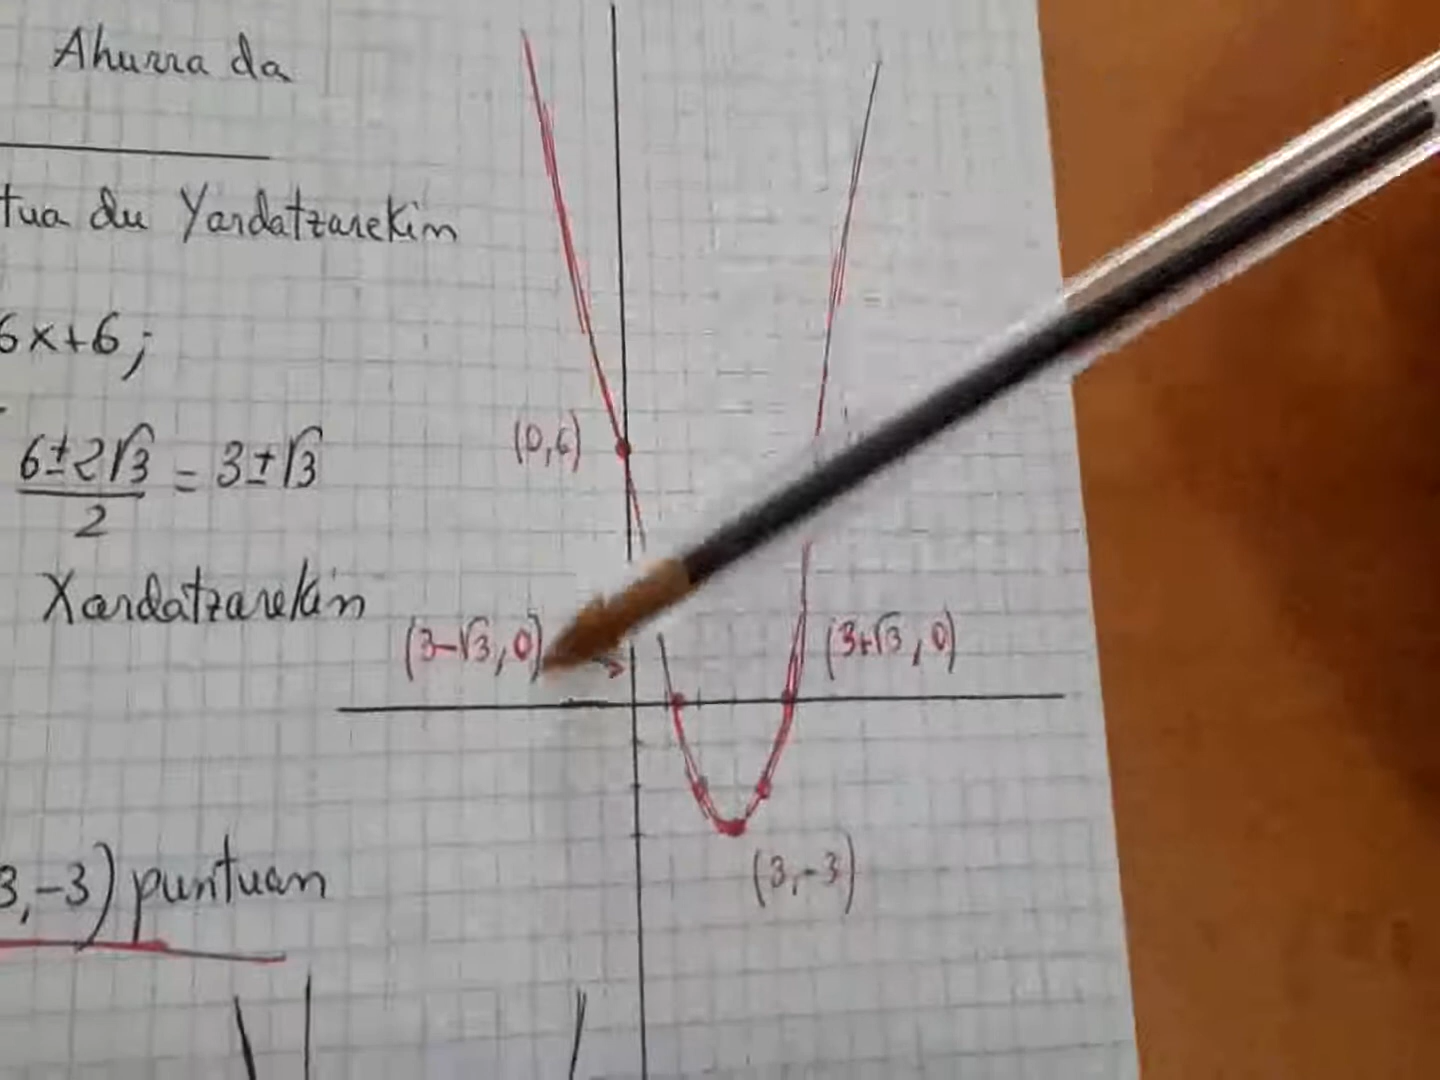 Ahurra da
tua du Yardatzarekin
6x+6;
6±2√3/2 = 3±√3
Xardatzarekin
3,-3) puntuan
(0,6)
(3-√3, 0)
(3+√3, 0)
(3,-3)